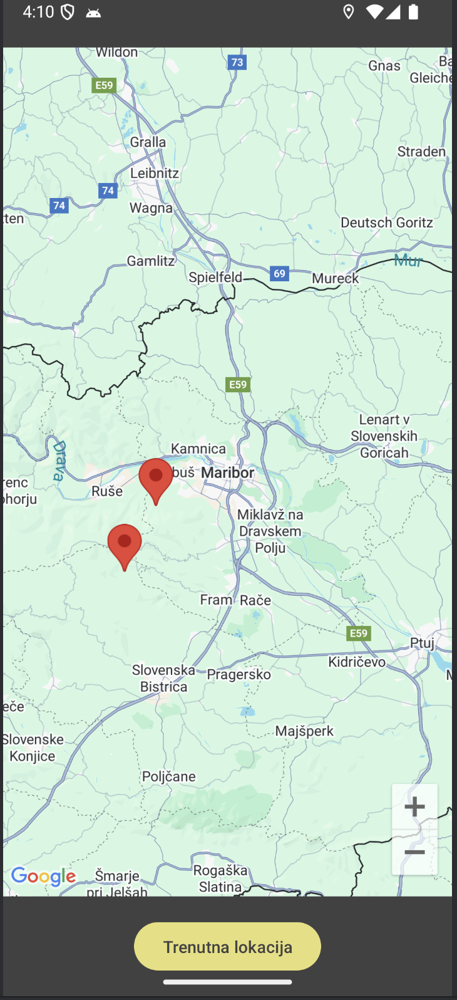 4:10
Wildon
73
Gnas
Gleiche
E59
Gralla
Straden
Leibnitz
74
74
Wagna
Deutsch Goritz
Gamlitz
Mur
Spielfeld
69
Mureck
E59
Lenart v
Slovenskih
Goricah
Drava
Kamnica
buš
Maribor
Ruše
renc
ohorju
Miklavž na
Dravskem
Polju
Fram
Rače
E59
Ptuj
Kidričevo
Slovenska
Bistrica
Pragersko
eče
Majšperk
Slovenske
Konjice
Poljčane
+
−
Google
Šmarje
pri Jelšah
Rogaška
Slatina
Trenutna lokacija